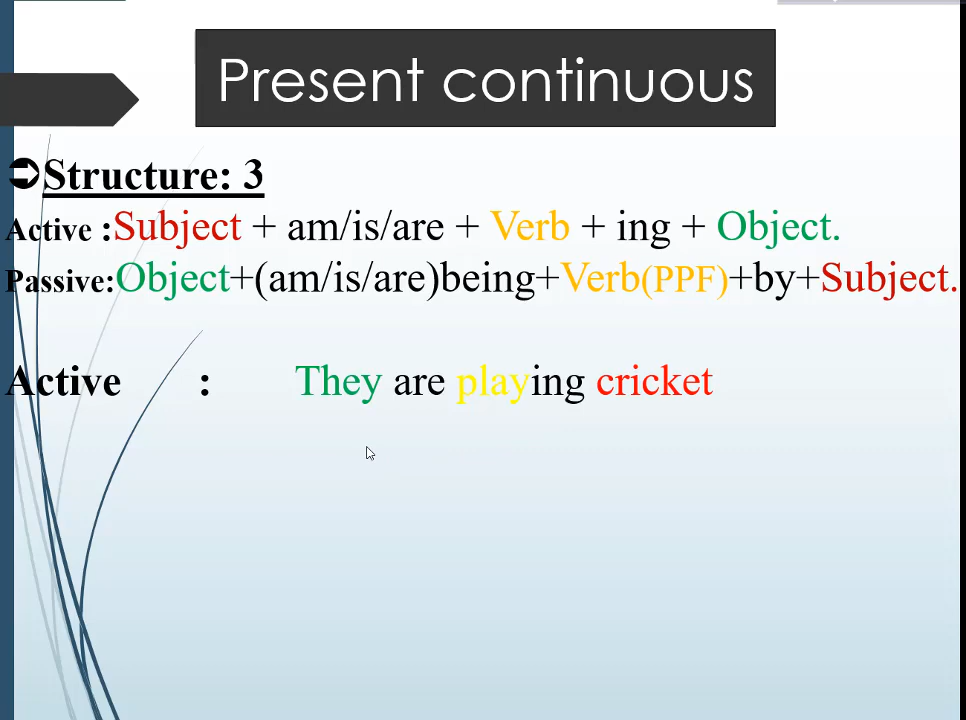 Present continuous
➲Structure: 3
Active :Subject + am/is/are + Verb + ing + Object.
Passive:Object+(am/is/are)being+Verb(PPF)+by+Subject.
Active : They are playing cricket